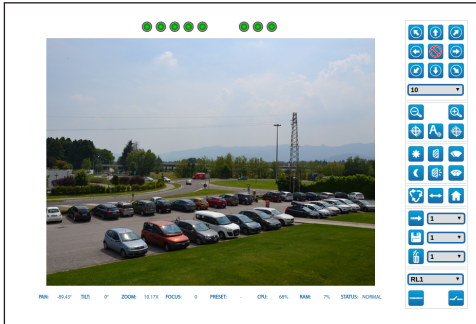 10
A
1
1
1
RL1
PAN: -89.43° TILT: 0° ZOOM: 10.17X FOCUS: 0 PRESET: - CPU: 68% RAM: 7% STATUS: NORMAL